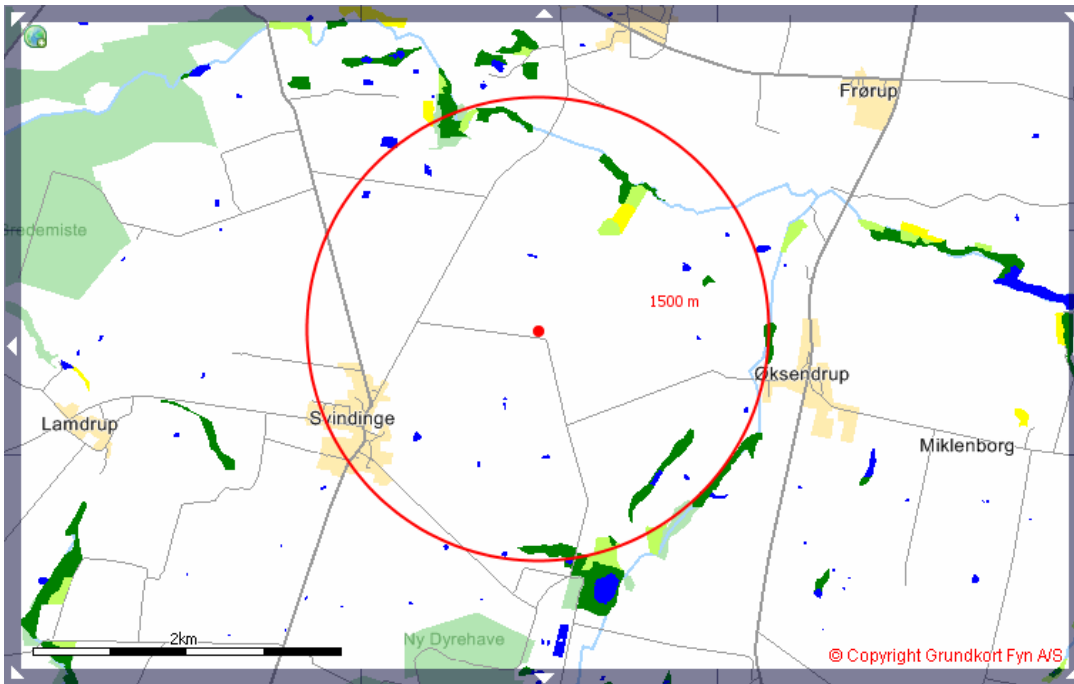 Frørup
Bredemiste
1500 m
Øksendrup
Svindinge
Lamdrup
Miklenborg
2km
Ny Dyrehave
© Copyright Grundkort Fyn A/S